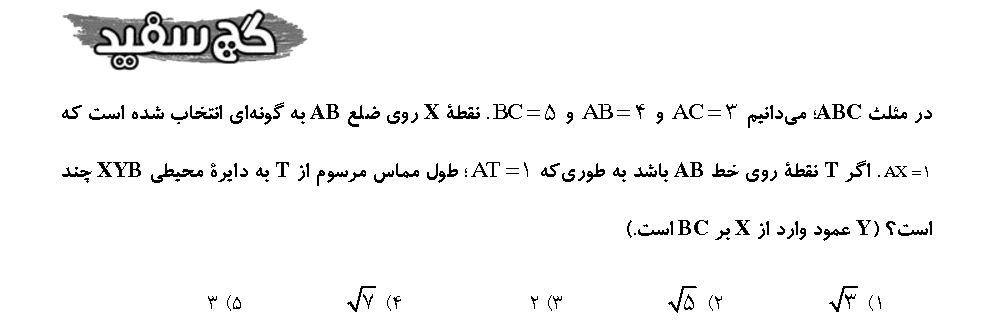 گچ سفید
در مثلث ABC؛ می‌دانیم AC = ۳ و AB = ۴ و BC = ۵. نقطهٔ X روی ضلع AB به گونه‌ای انتخاب شده است که
AX = ۱. اگر T نقطهٔ روی خط AB باشد به طوری‌که AT = ۱؛ طول مماس مرسوم از T به دایرهٔ محیطی XYB چند
است؟ (Y عمود وارد از X بر BC است.)
۱) √۳ ۲) √۵ ۳) ۲ ۴) √۷ ۵) ۳